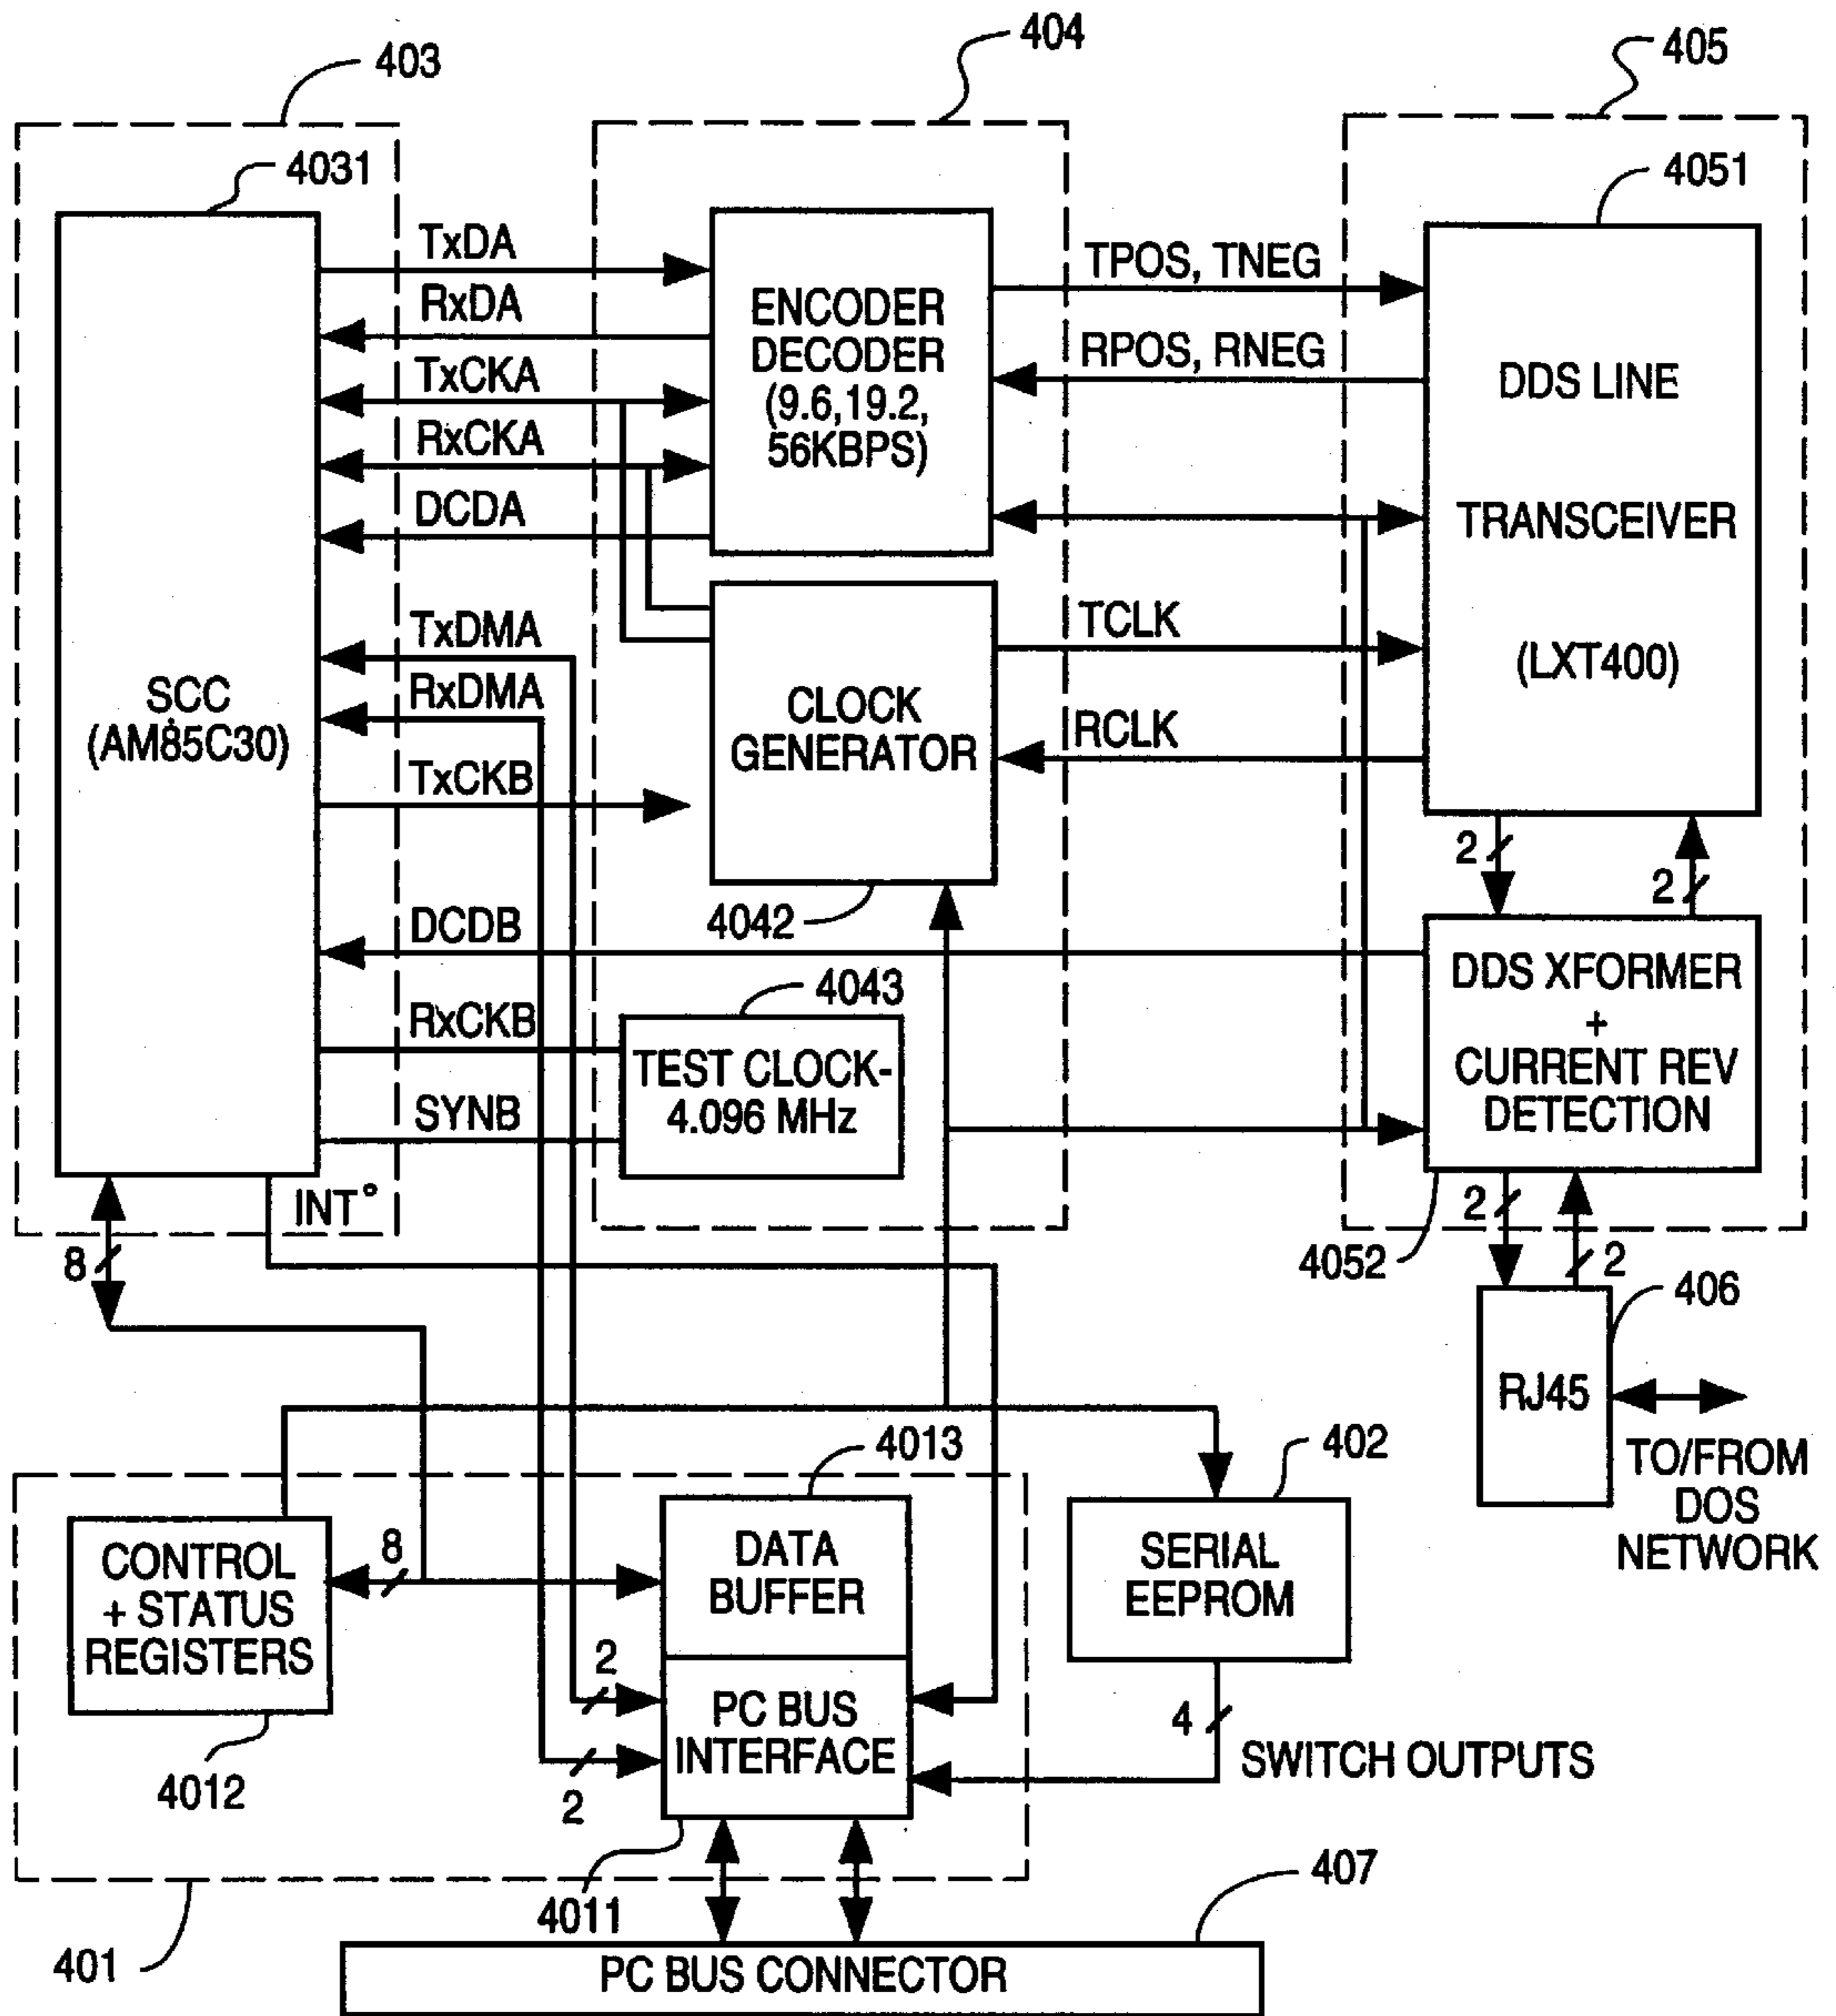 404
405
403
4031
4051
TxDA
RxDA
TxCKA
RxCKA
DCDA
TxDMA
RxDMA
TxCKB
DCDB
RxCKB
SYNB
SCC
(AM85C30)
INT°
8
ENCODER
DECODER
(9.6,19.2,
56KBPS)
CLOCK
GENERATOR
4042
4043
TEST CLOCK-
4.096 MHz
TPOS, TNEG
RPOS, RNEG
TCLK
RCLK
DDS LINE
TRANSCEIVER
(LXT400)
2
2
DDS XFORMER
+
CURRENT REV
DETECTION
2
2
4052
406
RJ45
TO/FROM
DOS
NETWORK
4013
402
CONTROL
+ STATUS
REGISTERS
8
4012
DATA
BUFFER
2
2
PC BUS
INTERFACE
4011
SERIAL
EEPROM
4
SWITCH OUTPUTS
401
407
PC BUS CONNECTOR